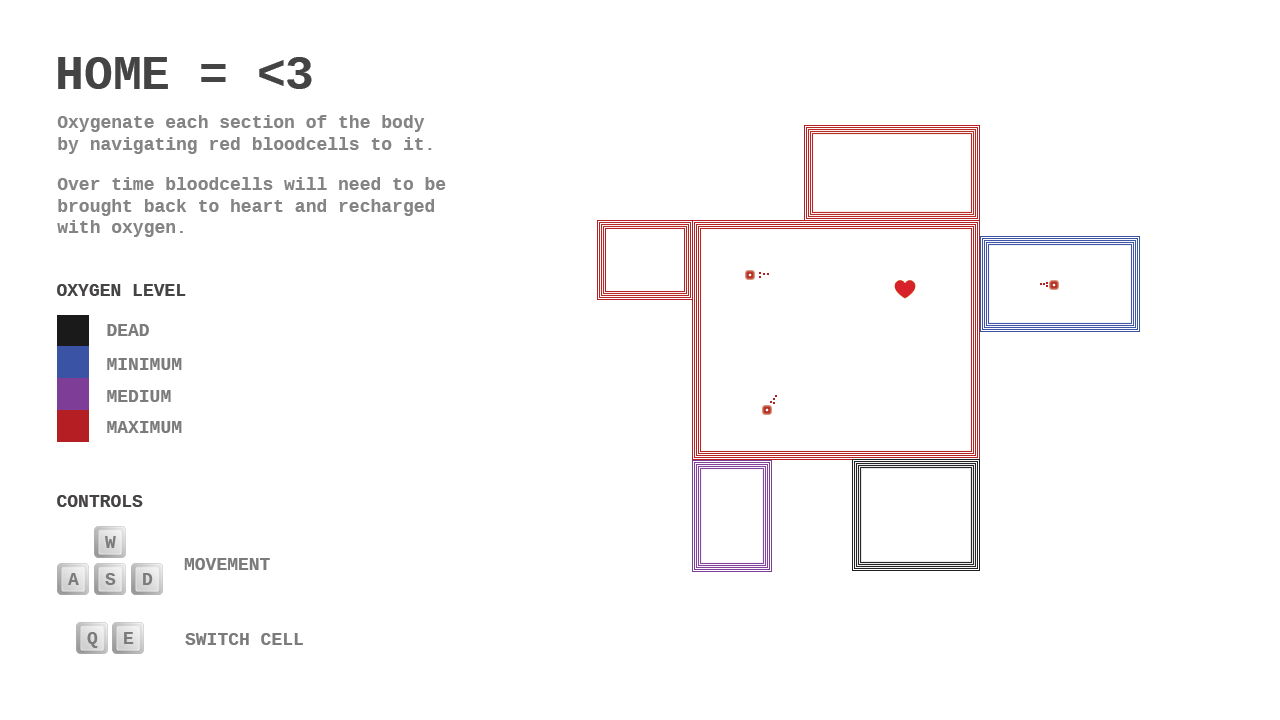 HOME = <3
Oxygenate each section of the body
by navigating red bloodcells to it.
Over time bloodcells will need to be
brought back to heart and recharged
with oxygen.
OXYGEN LEVEL
DEAD
MINIMUM
MEDIUM
MAXIMUM
CONTROLS
W
A S D
MOVEMENT
Q E
SWITCH CELL